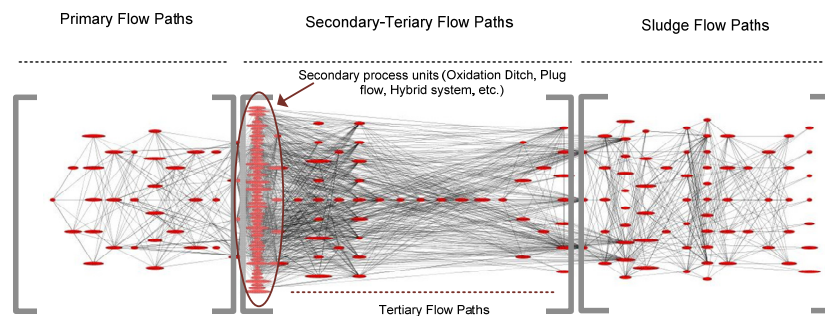 Primary Flow Paths
Secondary-Teriary Flow Paths
Sludge Flow Paths
Secondary process units (Oxidation Ditch, Plug
flow, Hybrid system, etc.)
Tertiary Flow Paths